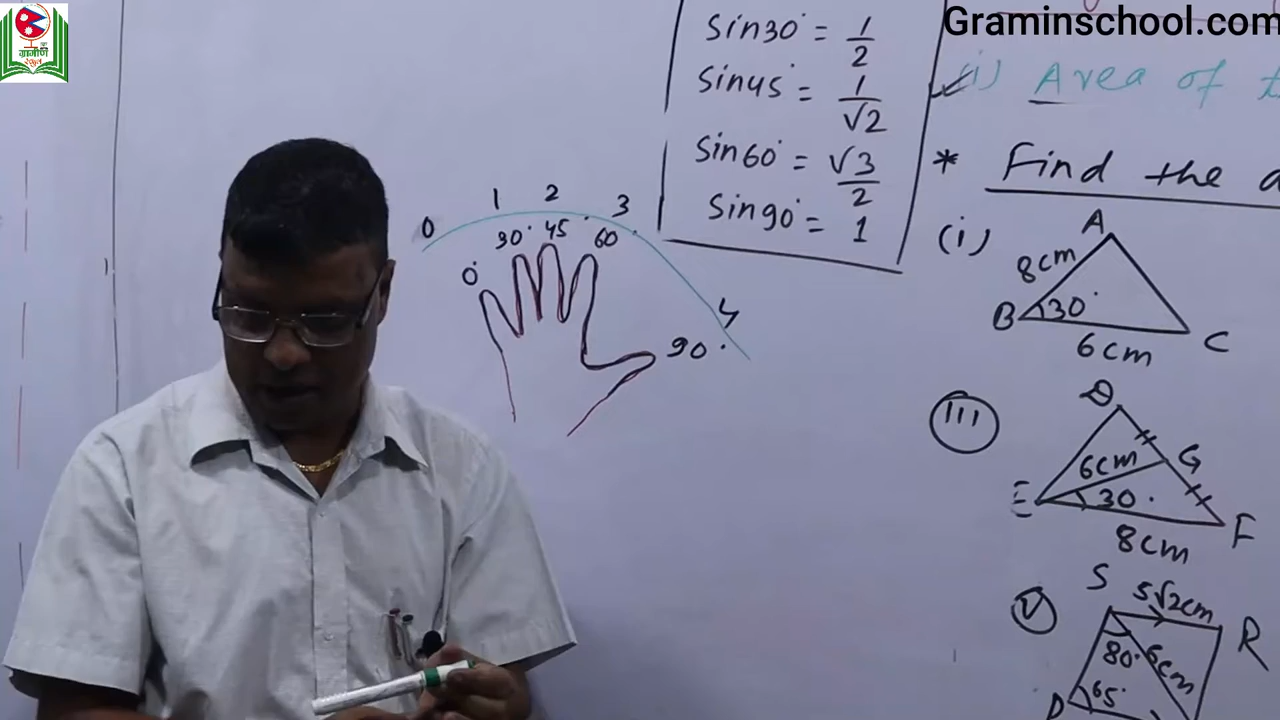 Graminschool.com
ग्रामीण
स्कुल
Sin30° = 1/2
Sin45° = 1/√2
Sin60° = √3/2
Sin90° = 1
0 1 2 3 4
0° 30° 45° 60° 90°
(i) Area of
* Find the
(i)
A
8cm
B 30° C
6cm
(iii)
D
6cm G
E 30° F
8cm
(v)
S 5√2cm R
80° 6cm
65°